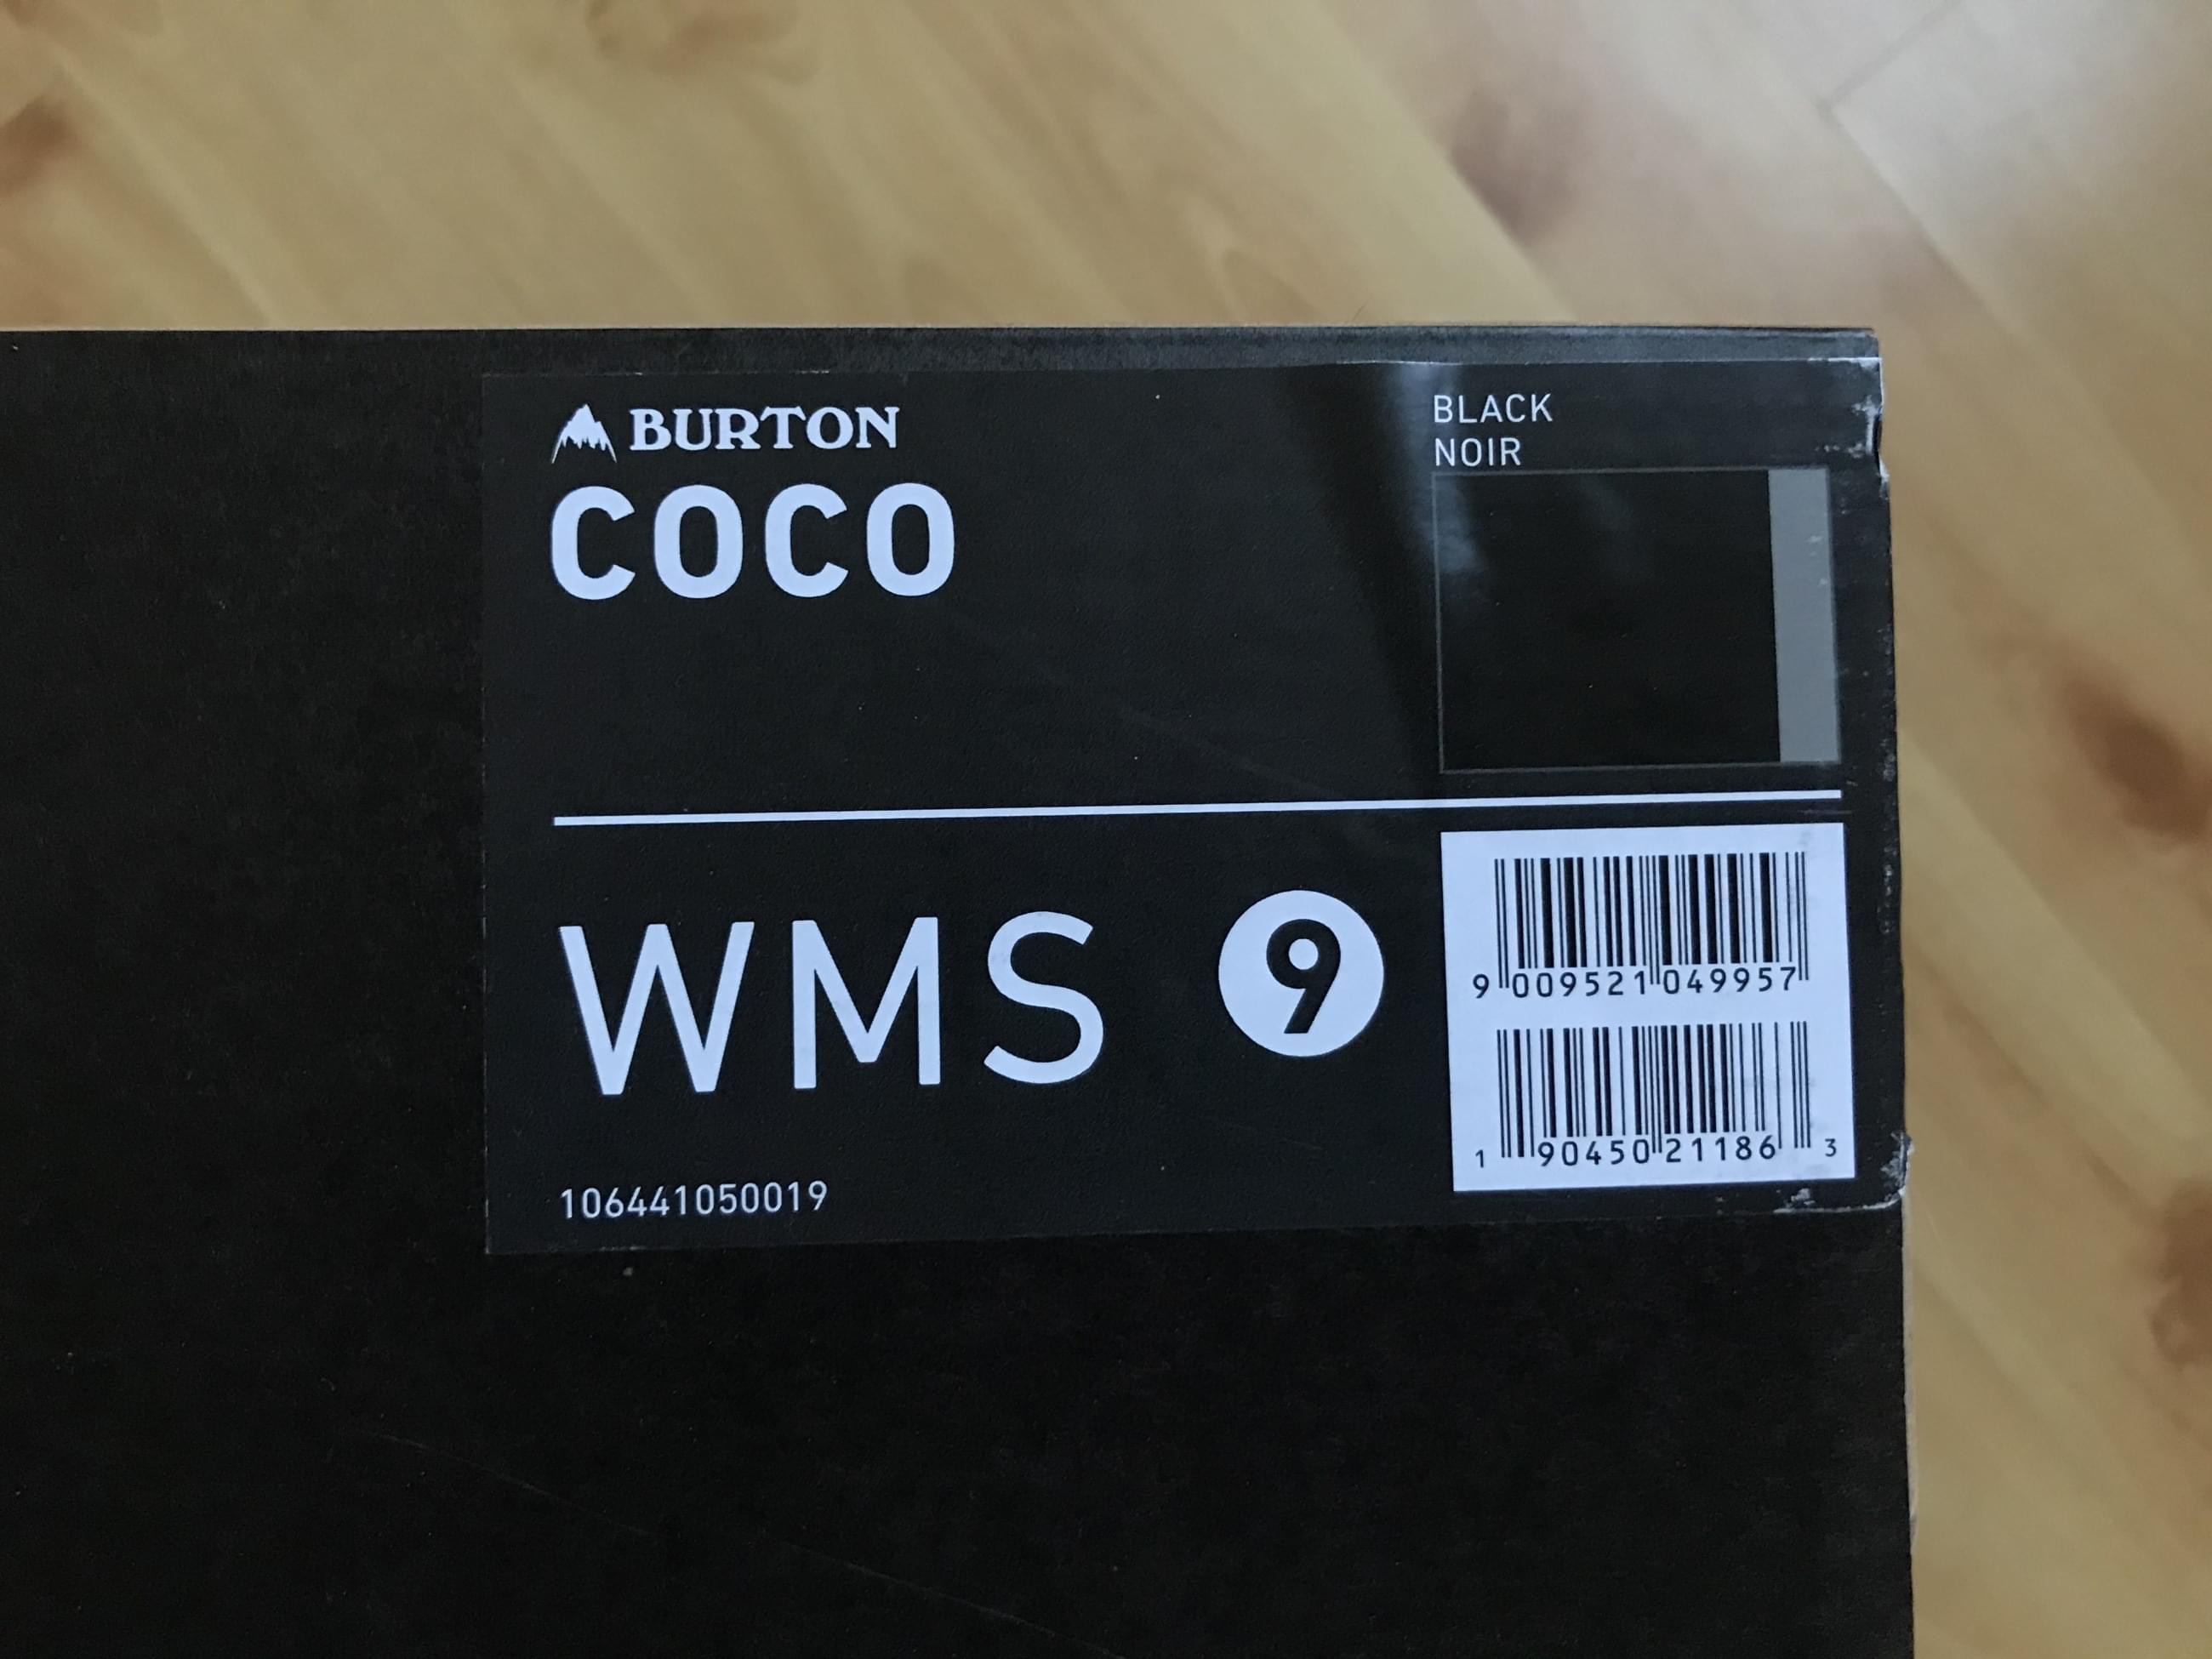 BURTON
COCO
BLACK
NOIR
WMS 9
9 009521 049957
1 90450 21186 3
106441050019